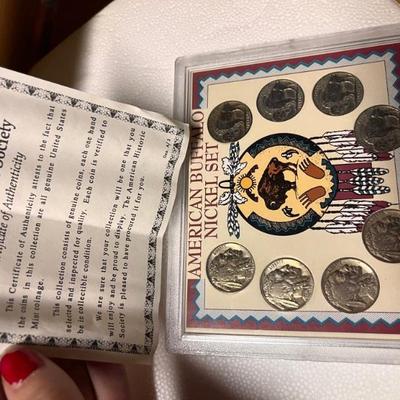 Society
Certificate of Authenticity
This Certificate of Authenticity attests to the fact that
the coins in this collection are all genuine United States
Mint coinage.
This collection consists of genuine coins, each one hand
selected and inspected for quality. Each coin is verified to
be in collectible condition.
We are sure that your collection will be one that you
will enjoy and be proud to display. The American Historic
Society is pleased to have procured it for you.
AMERICAN BUFFALO
NICKEL SET